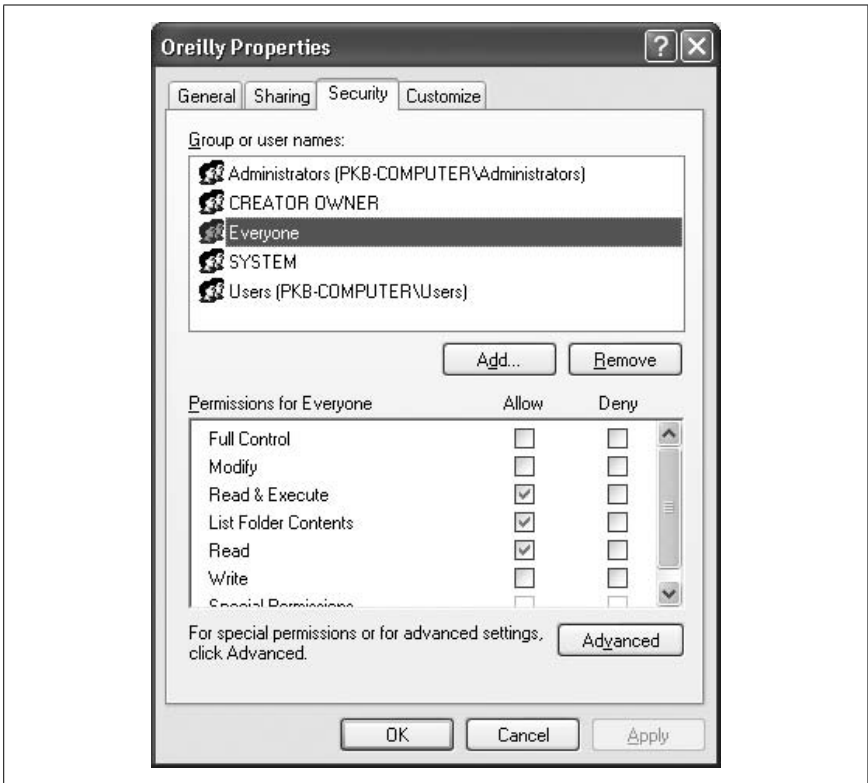 Oreilly Properties
General Sharing Security Customize
Group or user names:
Administrators (PKB-COMPUTER\Administrators)
CREATOR OWNER
Everyone
SYSTEM
Users (PKB-COMPUTER\Users)
Add... Remove
Permissions for Everyone Allow Deny
Full Control
Modify
Read & Execute
List Folder Contents
Read
Write
Special Permissions
For special permissions or for advanced settings,
click Advanced.
Advanced
OK Cancel Apply